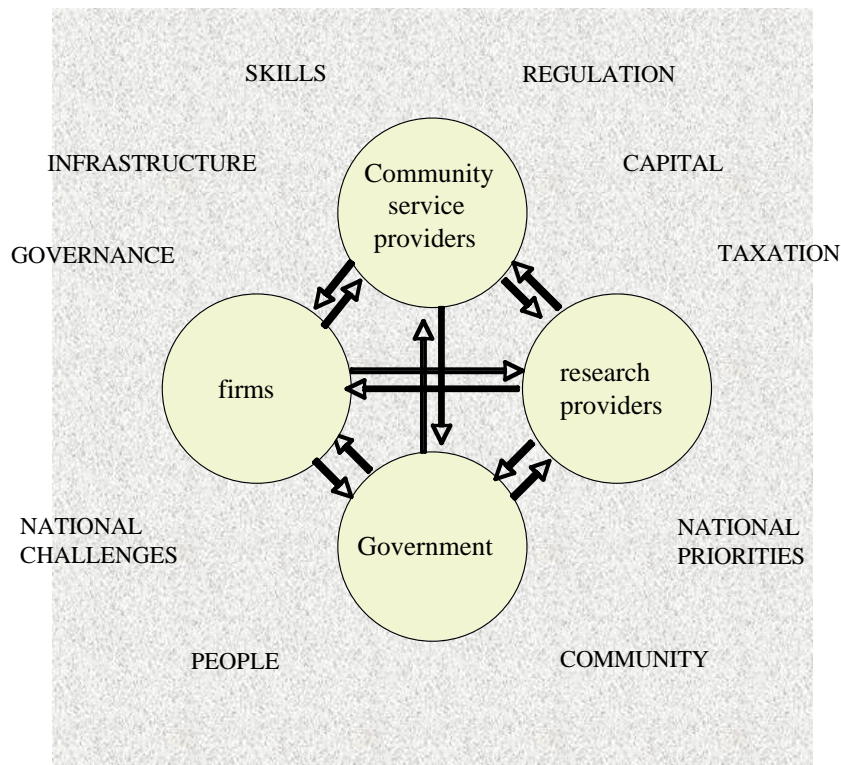 SKILLS
REGULATION
INFRASTRUCTURE
CAPITAL
Community
service
providers
GOVERNANCE
TAXATION
firms
research
providers
NATIONAL
CHALLENGES
NATIONAL
PRIORITIES
Government
PEOPLE
COMMUNITY